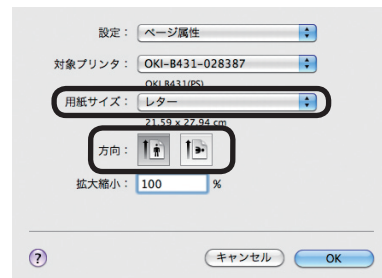 設定： ページ属性
対象プリンタ： OKI-B431-028387
OKI B431(PS)
用紙サイズ： レター
21.59 x 27.94 cm
方向：
拡大縮小： 100 %
? キャンセル OK